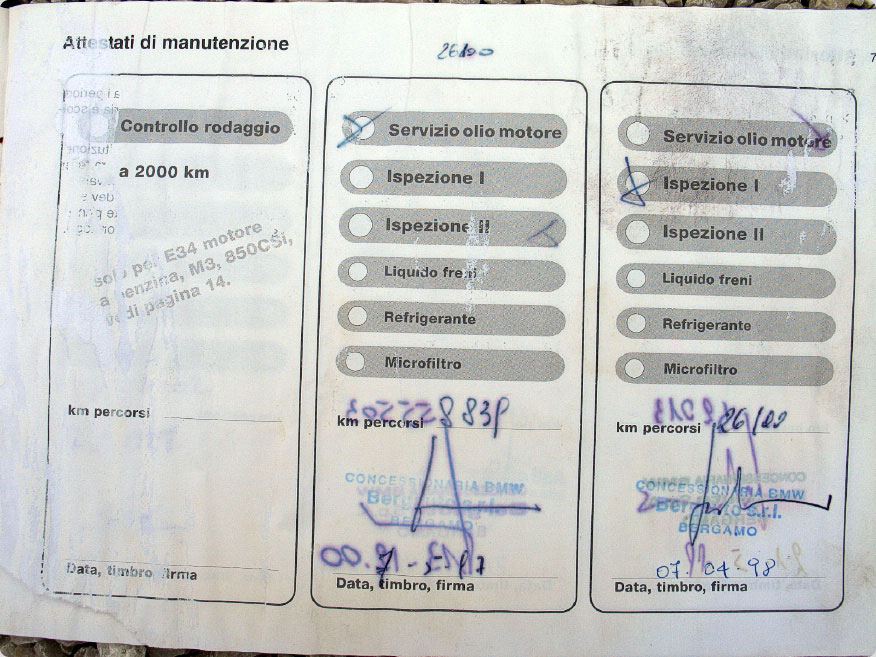 Attestati di manutenzione
26100
7
Controllo rodaggio
a 2000 km
solo per E34 motore
a benzina, M3, 850CSi,
vedi pagina 14.
km percorsi
Data, timbro, firma
Servizio olio motore
Ispezione I
Ispezione II
Liquido freni
Refrigerante
Microfiltro
km percorsi
CONCESSIONARIA BMW
BERGAMO
Data, timbro, firma
Servizio olio motore
Ispezione I
Ispezione II
Liquido freni
Refrigerante
Microfiltro
km percorsi 26100
CONCESSIONARIA BMW
BERGAMO
07.04.98
Data, timbro, firma